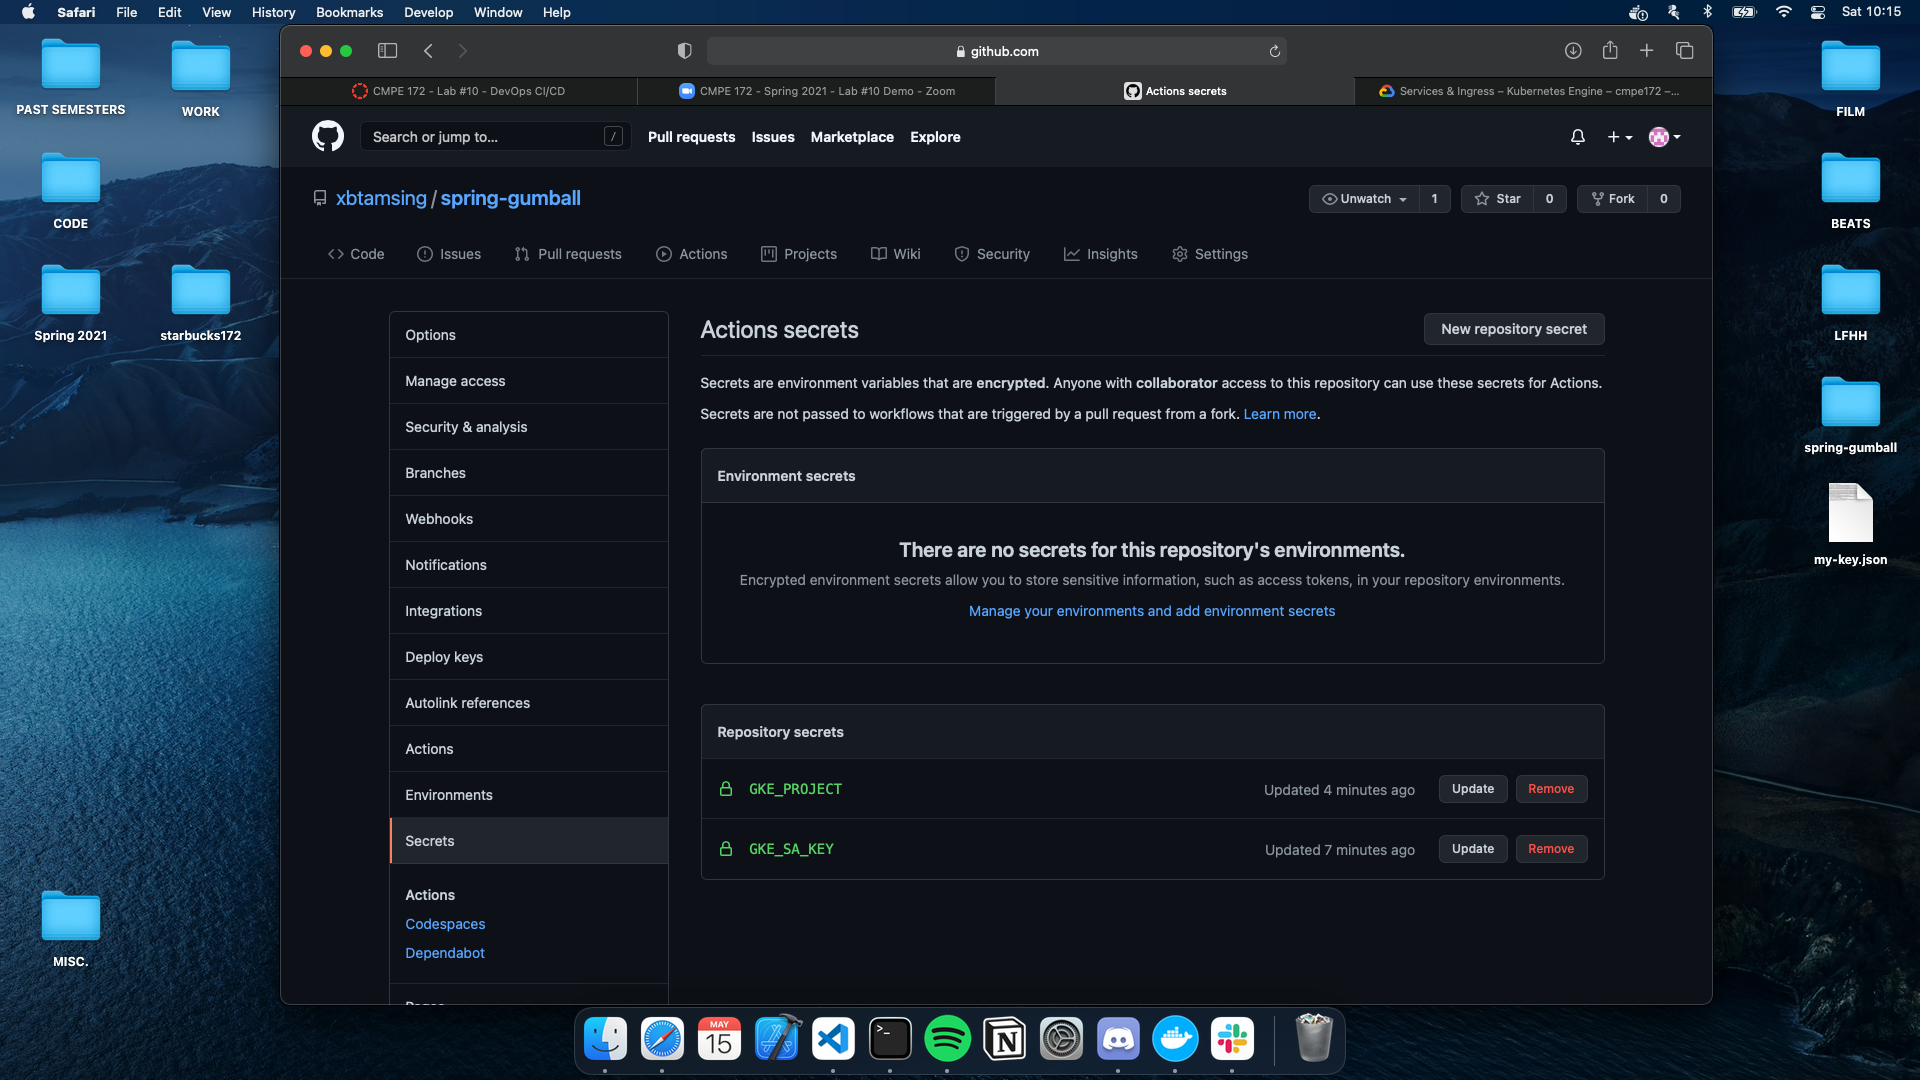 Safari File Edit View History Bookmarks Develop Window Help Sat 10:15
PAST SEMESTERS
WORK
CODE
Spring 2021
starbucks172
MISC.
github.com
CMPE 172 - Lab #10 - DevOps CI/CD
CMPE 172 - Spring 2021 - Lab #10 Demo - Zoom
Actions secrets
Services & Ingress – Kubernetes Engine – cmpe172 –...
Search or jump to... /
Pull requests Issues Marketplace Explore
xbtamsing / spring-gumball
Unwatch 1 Star 0 Fork 0
Code Issues Pull requests Actions Projects Wiki Security Insights Settings
Options
Manage access
Security & analysis
Branches
Webhooks
Notifications
Integrations
Deploy keys
Autolink references
Actions
Environments
Secrets
Actions
Codespaces
Dependabot
Actions secrets
New repository secret
Secrets are environment variables that are encrypted. Anyone with collaborator access to this repository can use these secrets for Actions.
Secrets are not passed to workflows that are triggered by a pull request from a fork. Learn more.
Environment secrets
There are no secrets for this repository's environments.
Encrypted environment secrets allow you to store sensitive information, such as access tokens, in your repository environments.
Manage your environments and add environment secrets
Repository secrets
GKE_PROJECT Updated 4 minutes ago Update Remove
GKE_SA_KEY Updated 7 minutes ago Update Remove
FILM
BEATS
LFHH
spring-gumball
my-key.json
MAY
15